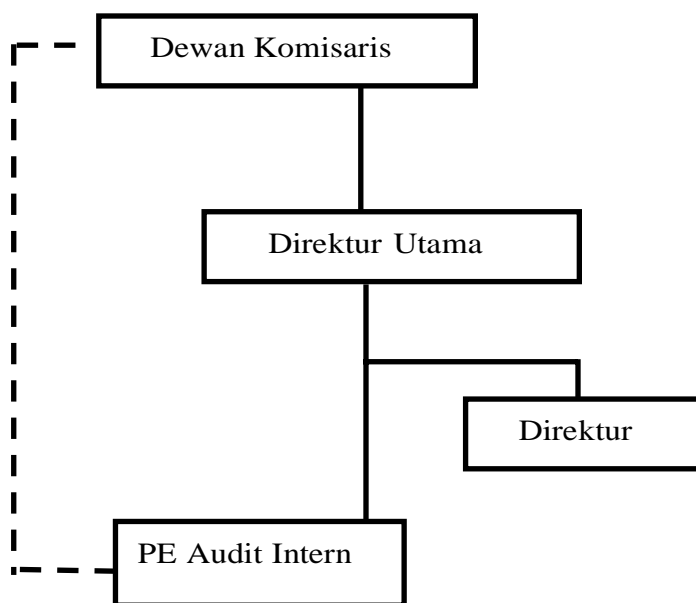 Dewan Komisaris
Direktur Utama
Direktur
PE Audit Intern